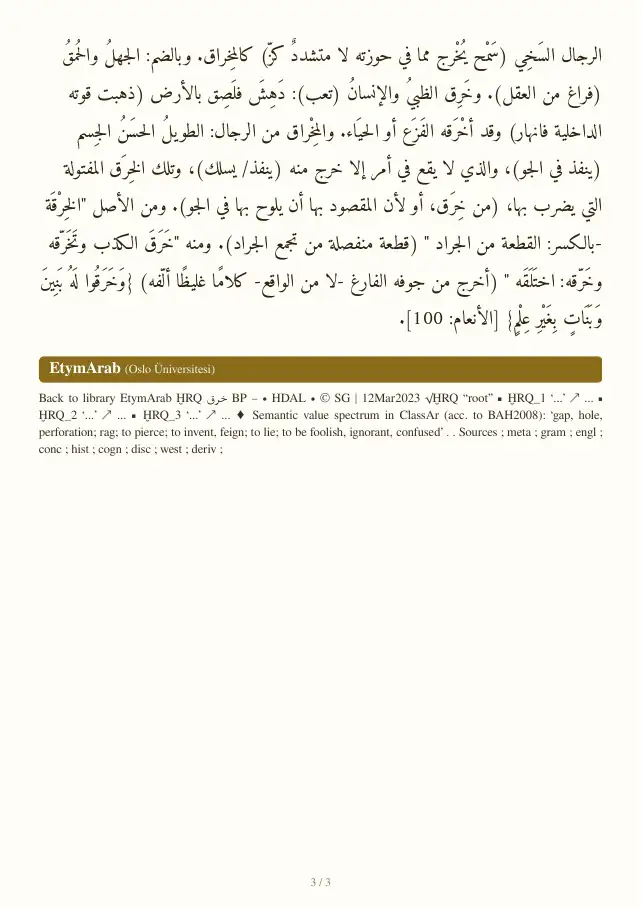 الرجال السَخِي (سَمْح يُخْرج مما في حوزته لا متشددٌ كزّ) كالمِخراق. وبالضم: الجهلُ والحُمقُ
(فراغ من العقل). وخَرِق الظبيُ والإنسانُ (تعب): دَهِشَ فلَصِق بالأرض (ذهبت قوته
الداخلية فانهار) وقد أخْرَقه الفَزَع أو الحيَاء. والمِخْراق من الرجال: الطويلُ الحسَنُ الجِسم
(ينفذ في الجو)، والذي لا يقع في أمر إلا خرج منه (ينفذ/ يسلك)، وتلك الخِرَق المفتولة
التي يضرب بها، (من خِرَق، أو لأن المقصود بها أن يلوح بها في الجو). ومن الأصل "الخِرْقَة
-بالكسر: القطعة من الجراد " (قطعة منفصلة من تجمع الجراد). ومنه "خَرَقَ الكذب وتَخَرّقه
وخَرّقه: اختَلَقَه " (أخرج من جوفه الفارغ -لا من الواقع- كلامًا غليظًا ألّفه) {وَخَرَقُوا لَهُ بَنِينَ
وَبَنَاتٍ بِغَيْرِ عِلْمٍ} [الأنعام: 100].
EtymArab (Oslo Üniversitesi)
Back to library EtymArab ḪRQ خرق BP – • HDAL • © SG | 12Mar2023 √ḪRQ “root” ▪ ḪRQ_1 ‘...’ ↗ ... ▪
ḪRQ_2 ‘...’ ↗ ... ▪ ḪRQ_3 ‘...’ ↗ ... ♦ Semantic value spectrum in ClassAr (acc. to BAH2008): ‘gap, hole,
perforation; rag; to pierce; to invent, feign; to lie; to be foolish, ignorant, confused’ . . Sources ; meta ; gram ; engl ;
conc ; hist ; cogn ; disc ; west ; deriv ;
3 / 3